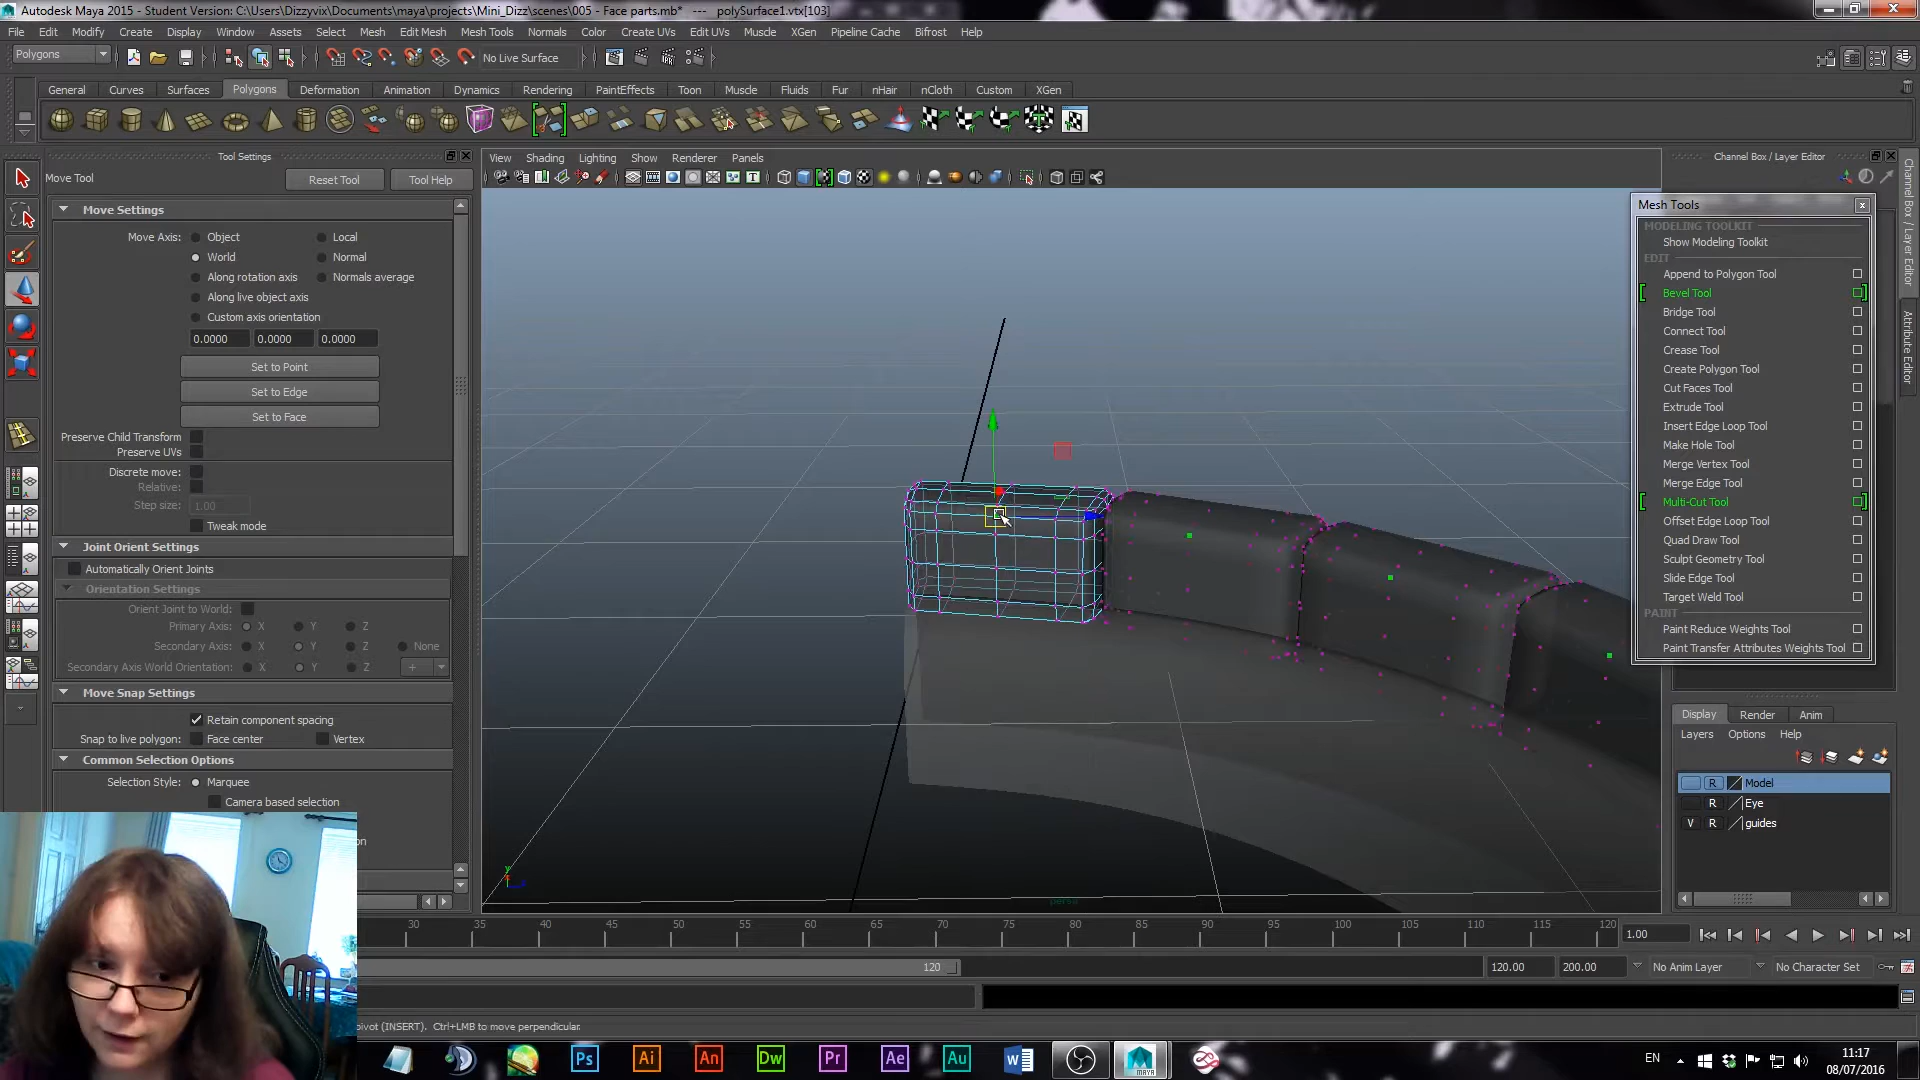 Autodesk Maya 2015 - Student Version: C:\Users\Dizzyvix\Documents\maya\projects\Mini_Dizz\scenes\005 - Face parts.mb* --- polySurface1.vtx[103]
File Edit Modify Create Display Window Assets Select Mesh Edit Mesh Mesh Tools Normals Color Create UVs Edit UVs Muscle XGen Pipeline Cache Bifrost Help
Polygons No Live Surface
General Curves Surfaces Polygons Deformation Animation Dynamics Rendering PaintEffects Toon Muscle Fluids Fur nHair nCloth Custom XGen
Tool Settings
Move Tool Reset Tool Tool Help
Move Settings
Move Axis: Object Local
World Normal
Along rotation axis Normals average
Along live object axis
Custom axis orientation
0.0000 0.0000 0.0000
Set to Point
Set to Edge
Set to Face
Preserve Child Transform
Preserve UVs
Discrete move:
Relative:
Step size: 1.00
Tweak mode
Joint Orient Settings
Automatically Orient Joints
Orientation Settings
Orient Joint to World:
Primary Axis: X Y Z
Secondary Axis: X Y Z None
Secondary Axis World Orientation: X Y Z +
Move Snap Settings
Retain component spacing
Snap to live polygon: Face center Vertex
Common Selection Options
Selection Style: Marquee
Camera based selection
View Shading Lighting Show Renderer Panels
persp
Channel Box / Layer Editor
Mesh Tools
MODELING TOOLKIT
Show Modeling Toolkit
EDIT
Append to Polygon Tool
Bevel Tool
Bridge Tool
Connect Tool
Crease Tool
Create Polygon Tool
Cut Faces Tool
Extrude Tool
Insert Edge Loop Tool
Make Hole Tool
Merge Vertex Tool
Merge Edge Tool
Multi-Cut Tool
Offset Edge Loop Tool
Quad Draw Tool
Sculpt Geometry Tool
Slide Edge Tool
Target Weld Tool
PAINT
Paint Reduce Weights Tool
Paint Transfer Attributes Weights Tool
Channel Box / Layer Editor
Attribute Editor
Display Render Anim
Layers Options Help
R Model
R Eye
V R guides
30 35 40 45 50 55 60 65 70 75 80 85 90 95 100 105 110 115 120 1.00
120 120.00 200.00 No Anim Layer No Character Set
pivot (INSERT). Ctrl+LMB to move perpendicular.
Ps Ai An Dw Pr Ae Au MAYA
EN 11:17
08/07/2016